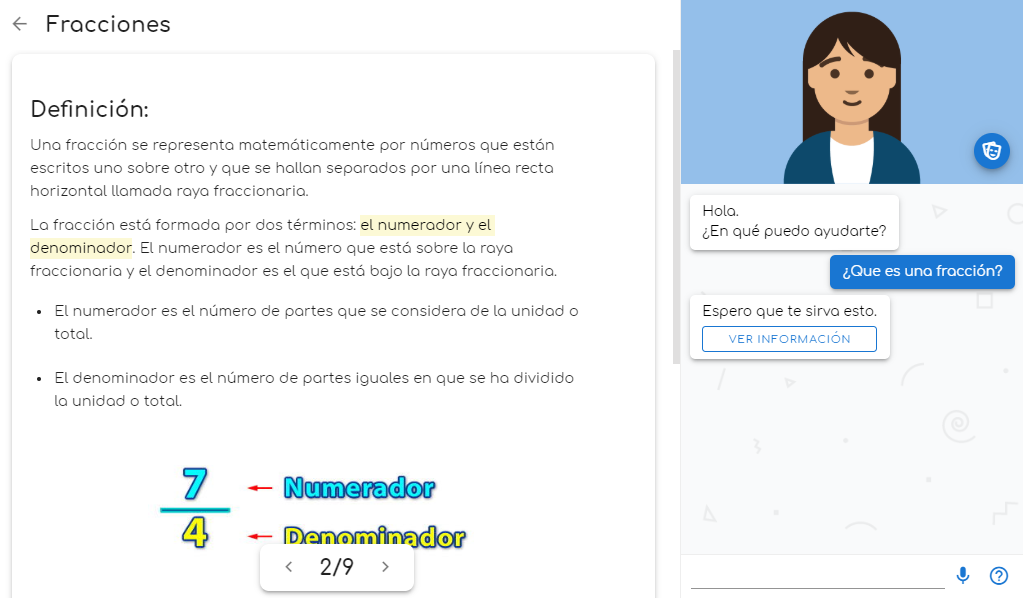 Fracciones
Definición:
Una fracción se representa matemáticamente por números que están
escritos uno sobre otro y que se hallan separados por una línea recta
horizontal llamada raya fraccionaria.
La fracción está formada por dos términos: el numerador y el
denominador. El numerador es el número que está sobre la raya
fraccionaria y el denominador es el que está bajo la raya fraccionaria.
• El numerador es el número de partes que se considera de la unidad o
total.
• El denominador es el número de partes iguales en que se ha dividido
la unidad o total.
7 ← Numerador
4 ← Denominador
2/9
Hola.
¿En qué puedo ayudarte?
¿Que es una fracción?
Espero que te sirva esto.
VER INFORMACIÓN